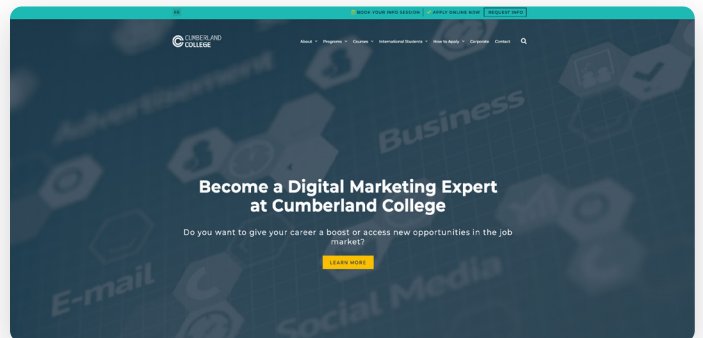 BOOK YOUR INFO SESSION
APPLY ONLINE NOW
REQUEST INFO
CUMBERLAND
COLLEGE
About
Programs
Courses
International Students
How to Apply
Corporate
Contact
Advertisement
Business
Become a Digital Marketing Expert
at Cumberland College
Do you want to give your career a boost or access new opportunities in the job
market?
LEARN MORE
E-mail
Social Media